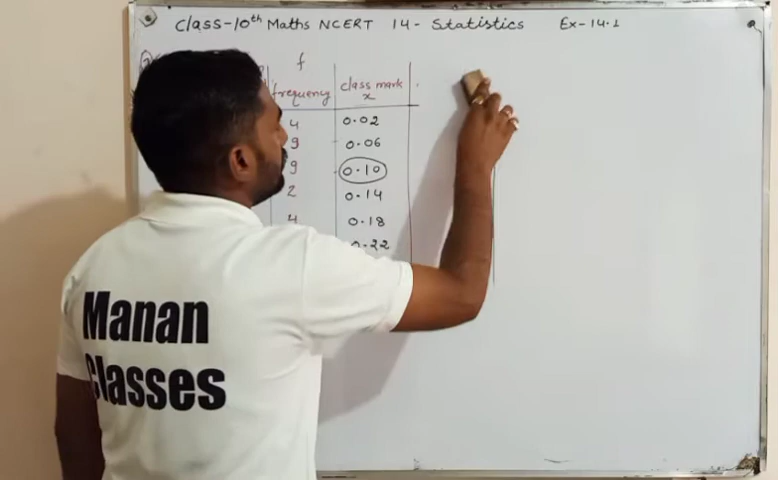 Class-10th Maths NCERT 14- Statistics Ex-14.1
f
frequency class mark
x
4 0.02
9 0.06
9 0.10
2 0.14
4 0.18
0.22
Manan
Classes